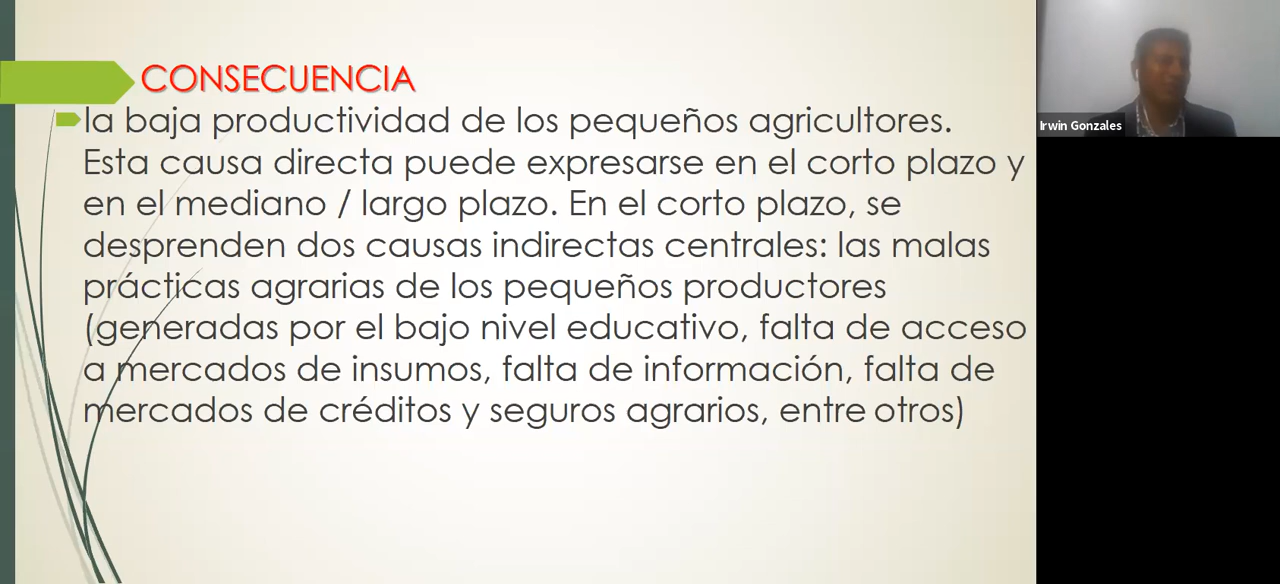 CONSECUENCIA
la baja productividad de los pequeños agricultores.
Esta causa directa puede expresarse en el corto plazo y
en el mediano / largo plazo. En el corto plazo, se
desprenden dos causas indirectas centrales: las malas
prácticas agrarias de los pequeños productores
(generadas por el bajo nivel educativo, falta de acceso
a mercados de insumos, falta de información, falta de
mercados de créditos y seguros agrarios, entre otros)
Irwin Gonzales